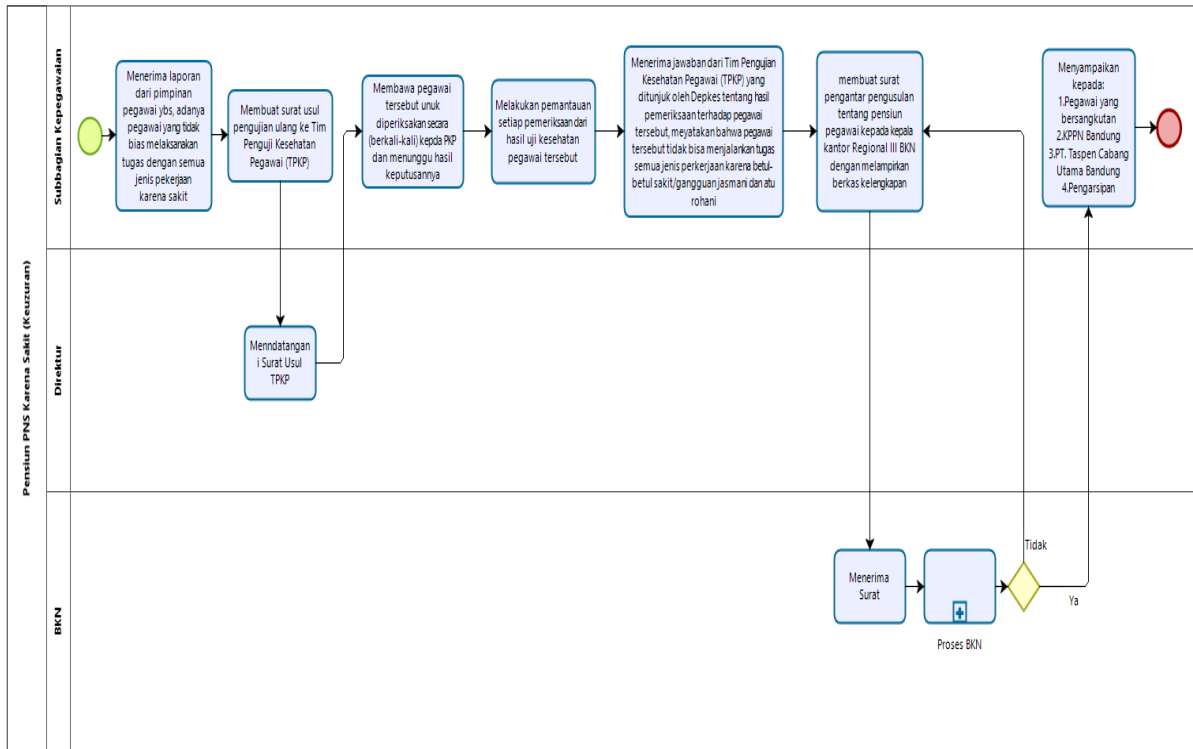 Pensiun PNS Karena Sakit (Keuzuran)
Subbagian Kepegawaian
Menerima laporan
dari pimpinan
pegawai ybs, adanya
pegawai yang tidak
bias melaksanakan
tugas dengan semua
jenis pekerjaan
karena sakit
Membuat surat usul
pengujian ulang ke Tim
Penguji Kesehatan
Pegawai (TPKP)
Membawa pegawai
tersebut unuk
diperiksakan secara
(berkali-kali) kepda PKP
dan menunggu hasil
keputusannya
Melakukan pemantauan
setiap pemeriksaan dari
hasil uji kesehatan
pegawai tersebut
Menerima jawaban dari Tim Pengujian
Kesehatan Pegawai (TPKP) yang
ditunjuk oleh Depkes tentang hasil
pemeriksaan terhadap pegawai
tersebut, meyatakan bahwa pegawai
tersebut tidak bisa menjalankan tugas
semua jenis perkerjaan karena betul-
betul sakit/gangguan jasmani dan atu
rohani
membuat surat
pengantar pengusulan
tentang pensiun
pegawai kepada kepala
kantor Regional III BKN
dengan melampirkan
berkas kelengkapan
Menyampaikan
kepada:
1.Pegawai yang
bersangkutan
2.KPPN Bandung
3.PT. Taspen Cabang
Utama Bandung
4.Pengarsipan
Direktur
Menndatangan
i Surat Usul
TPKP
BKN
Menerima
Surat
Proses BKN
Tidak
Ya